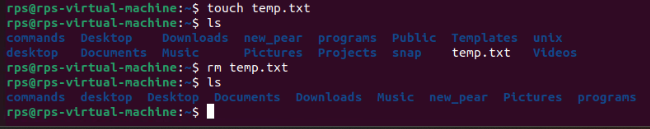 rps@rps-virtual-machine:~$ touch temp.txt
rps@rps-virtual-machine:~$ ls
commands Desktop Downloads new_pear programs Public Templates unix
desktop Documents Music Pictures Projects snap temp.txt Videos
rps@rps-virtual-machine:~$ rm temp.txt
rps@rps-virtual-machine:~$ ls
commands desktop Desktop Documents Downloads Music new_pear Pictures programs
rps@rps-virtual-machine:~$